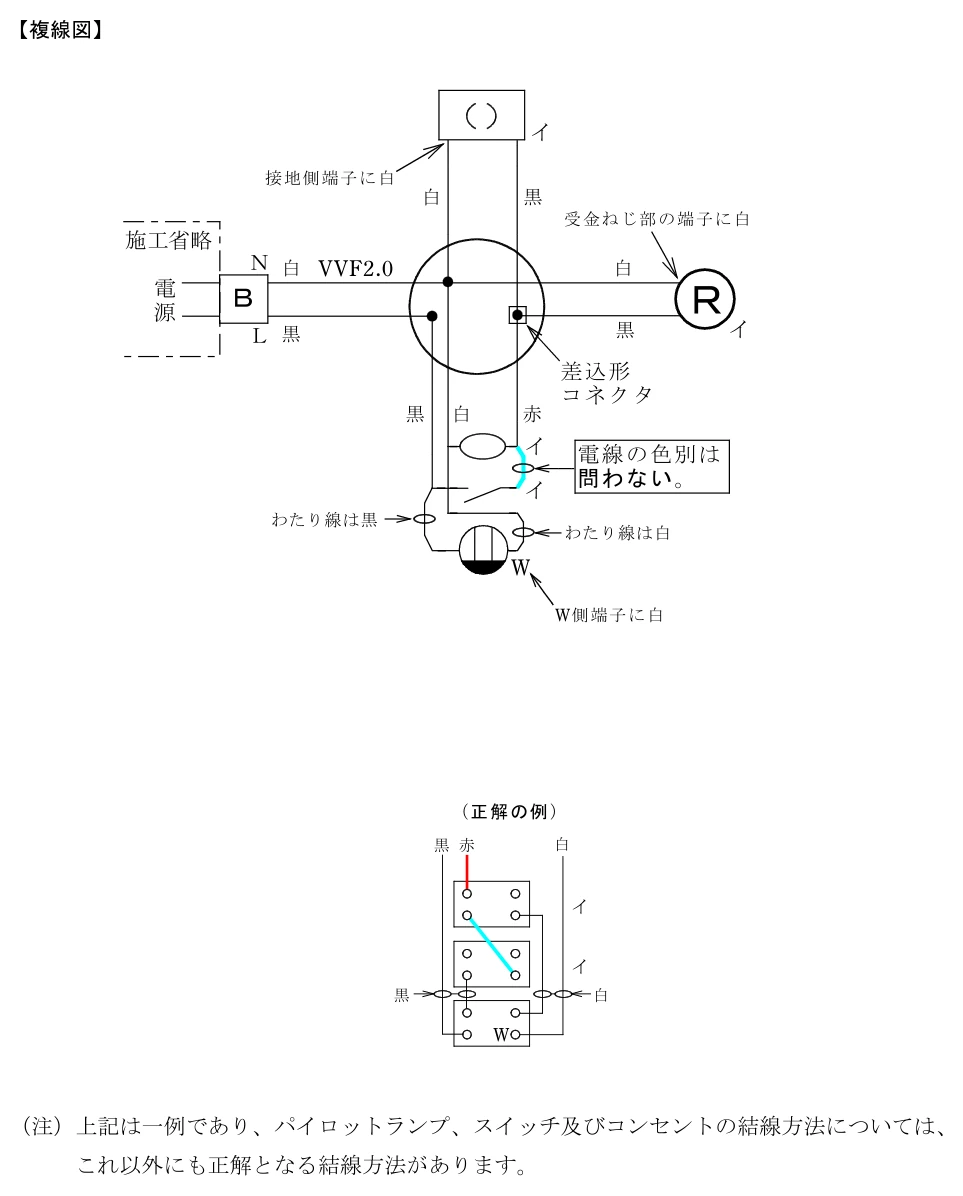 【複線図】
( )
イ
接地側端子に白
白
黒
受金ねじ部の端子に白
施工省略
N
白
VVF2.0
白
電源
B
R
L
黒
黒
イ
差込形
コネクタ
黒
白
赤
イ
電線の色別は
問わない。
イ
わたり線は黒
わたり線は白
W
W側端子に白
（正解の例）
黒 赤 白
イ
イ
黒
白
W
（注）上記は一例であり、パイロットランプ、スイッチ及びコンセントの結線方法については、
これ以外にも正解となる結線方法があります。